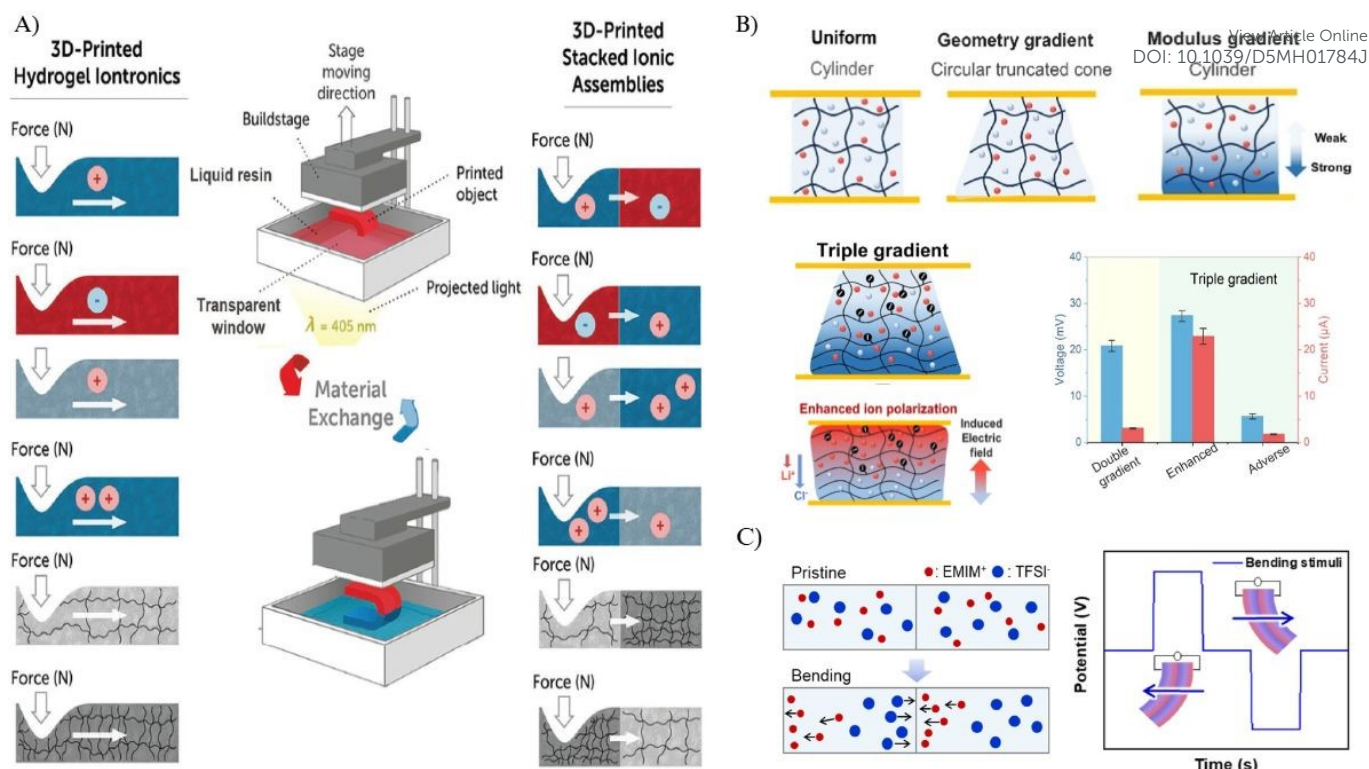 A)
3D-Printed
Hydrogel Iontronics
Force (N)
+
Force (N)
-
+
Force (N)
+ +
Force (N)
Force (N)
Stage
moving
direction
Buildstage
Liquid resin
Printed
object
Transparent
window
Projected light
λ = 405 nm
Material
Exchange
3D-Printed
Stacked Ionic
Assemblies
Force (N)
+ -
Force (N)
- +
Force (N)
+ + +
Force (N)
+ + +
Force (N)
Force (N)
B)
Uniform
Cylinder
Geometry gradient
Circular truncated cone
Modulus gradient
Cylinder
View Article Online
DOI: 10.1039/D5MH01784J
Weak
Strong
Triple gradient
Enhanced ion polarization
Li⁺
Cl⁻
Induced
Electric
field
Triple gradient
Voltage (mV)
40
30
20
10
0
Current (μA)
40
30
20
10
0
Double
gradient
Enhanced
Adverse
C)
Pristine
: EMIM⁺ : TFSI⁻
Bending
Bending stimuli
Potential (V)
Time (s)